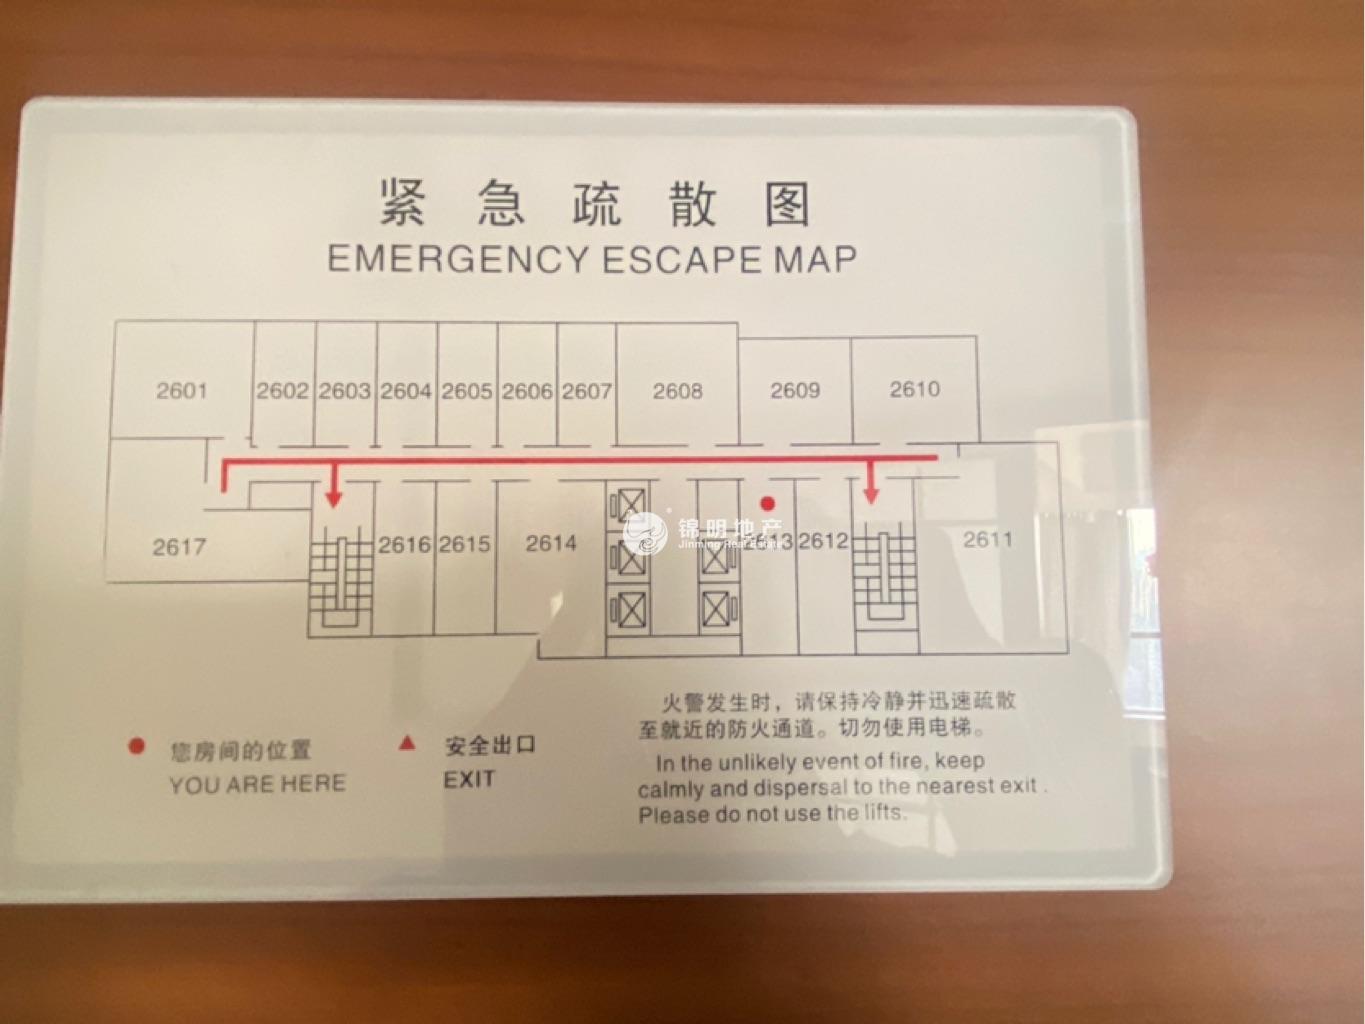 紧急疏散图
EMERGENCY ESCAPE MAP
2601 2602 2603 2604 2605 2606 2607 2608 2609 2610
2617 2616 2615 2614 2613 2612 2611
锦明地产
Jinming Real Estate
火警发生时，请保持冷静并迅速疏散
至就近的防火通道。切勿使用电梯。
您房间的位置
YOU ARE HERE
安全出口
EXIT
In the unlikely event of fire, keep
calmly and dispersal to the nearest exit .
Please do not use the lifts.